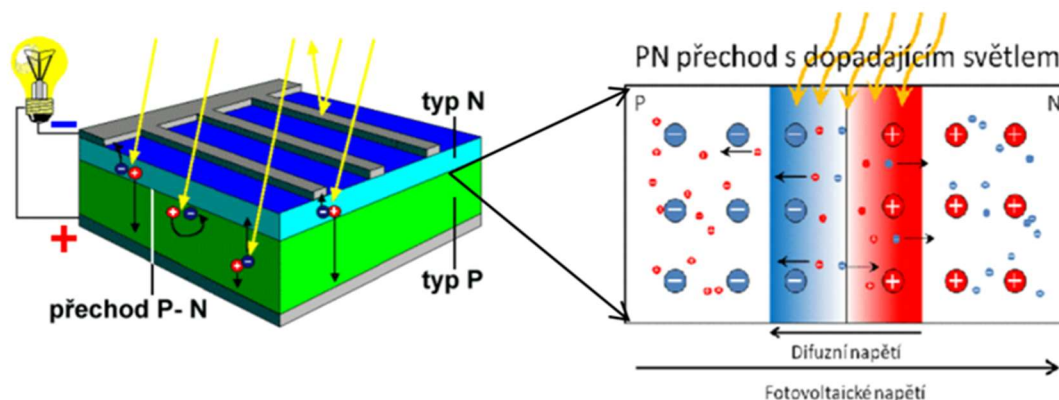 typ N
typ P
přechod P- N
PN přechod s dopadajícím světlem
P
N
Difuzní napětí
Fotovoltaické napětí